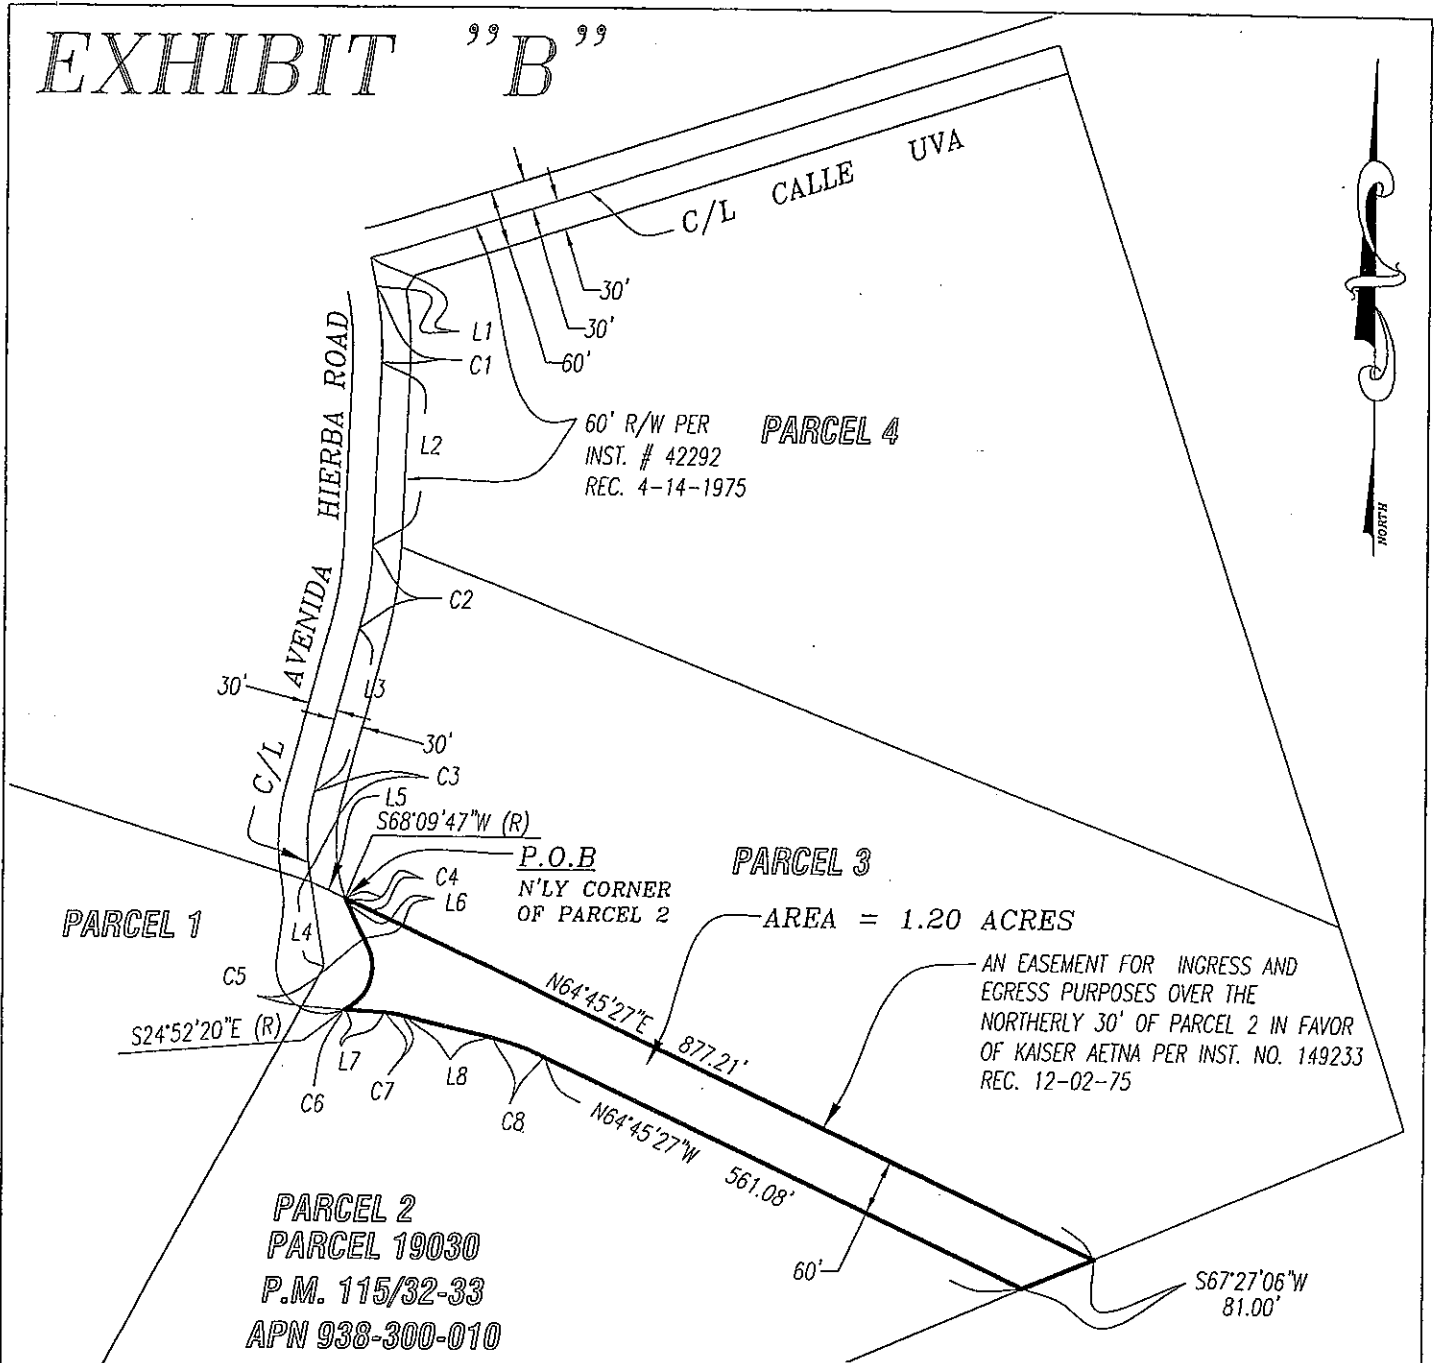 EXHIBIT "B"
C/L CALLE UVA
30'
30'
60'
L1
C1
L2
60' R/W PER
INST. # 42292
REC. 4-14-1975
PARCEL 4
NORTH
AVENIDA HIERBA ROAD
C2
L3
30'
30'
C/L
C3
L5
S68°09'47"W (R)
P.O.B
N'LY CORNER
OF PARCEL 2
C4
L6
PARCEL 3
AREA = 1.20 ACRES
PARCEL 1
L4
C5
S24°52'20"E (R)
L7
C6
C7
L8
C8
N64°45'27"E 877.21'
N64°45'27"W 561.08'
AN EASEMENT FOR INGRESS AND
EGRESS PURPOSES OVER THE
NORTHERLY 30' OF PARCEL 2 IN FAVOR
OF KAISER AETNA PER INST. NO. 149233
REC. 12-02-75
60'
S67°27'06"W
81.00'
PARCEL 2
PARCEL 19030
P.M. 115/32-33
APN 938-300-010